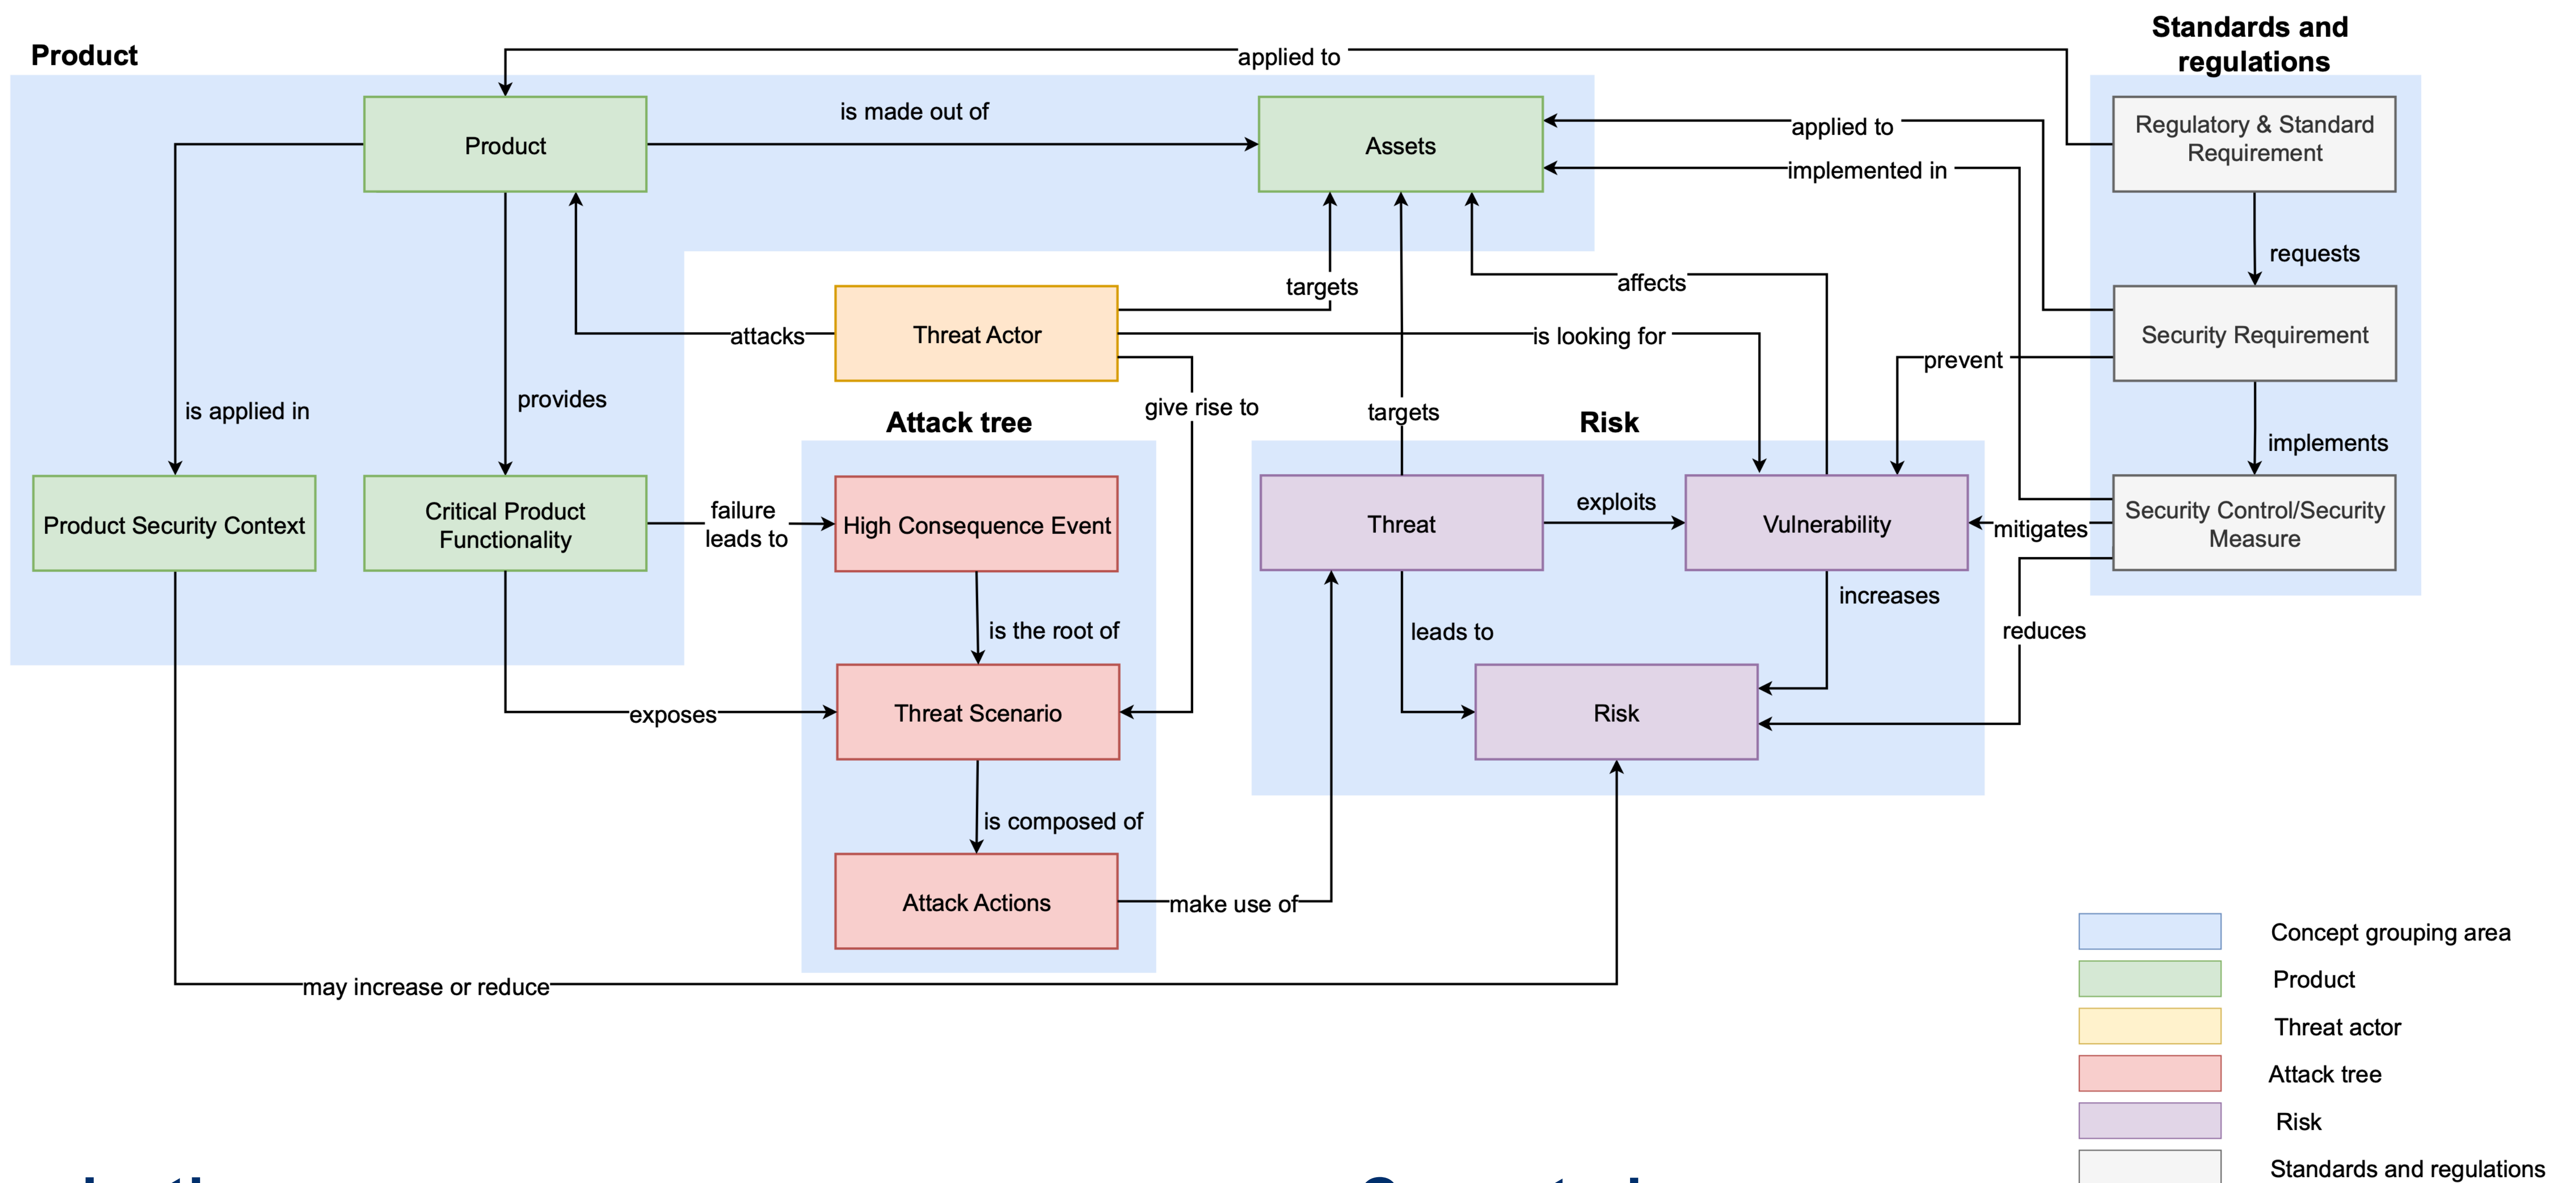 Standards and
regulations
Product
applied to
Product
is made out of
Assets
applied to
implemented in
Regulatory & Standard
Requirement
requests
targets
affects
attacks
Threat Actor
is looking for
Security Requirement
prevent
is applied in
provides
give rise to
targets
Attack tree
Risk
implements
Product Security Context
Critical Product
Functionality
failure
leads to
High Consequence Event
Threat
exploits
Vulnerability
mitigates
Security Control/Security
Measure
is the root of
leads to
increases
reduces
exposes
Threat Scenario
Risk
is composed of
Attack Actions
make use of
may increase or reduce
Concept grouping area
Product
Threat actor
Attack tree
Risk
Standards and regulations